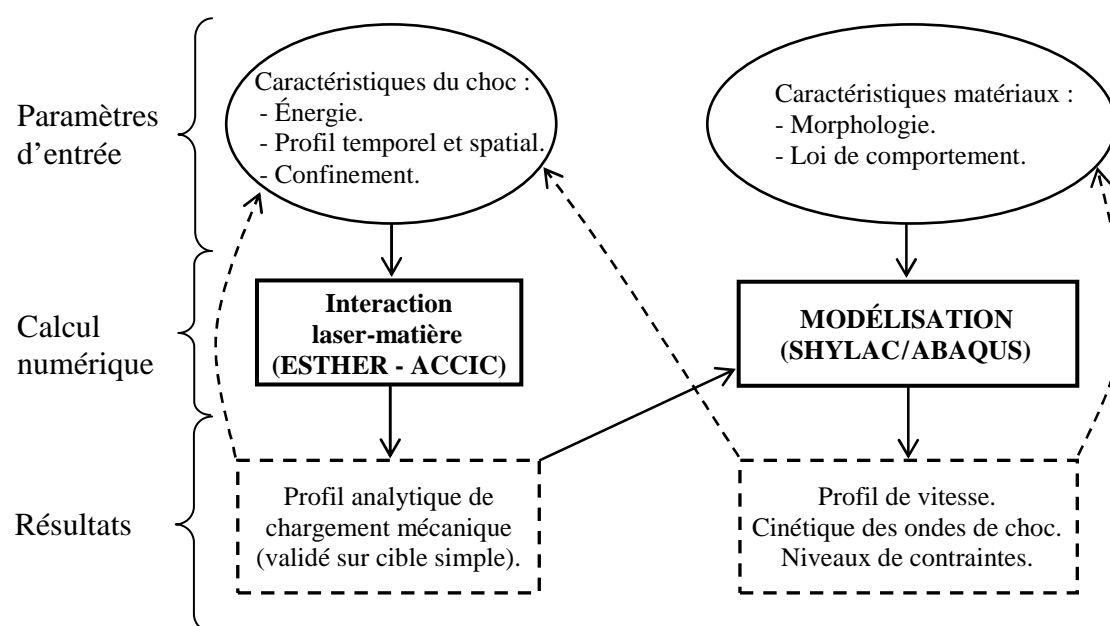 Paramètres
d’entrée
Caractéristiques du choc :
- Énergie.
- Profil temporel et spatial.
- Confinement.
Caractéristiques matériaux :
- Morphologie.
- Loi de comportement.
Calcul
numérique
Interaction
laser-matière
(ESTHER - ACCIC)
MODÉLISATION
(SHYLAC/ABAQUS)
Résultats
Profil analytique de
chargement mécanique
(validé sur cible simple).
Profil de vitesse.
Cinétique des ondes de choc.
Niveaux de contraintes.